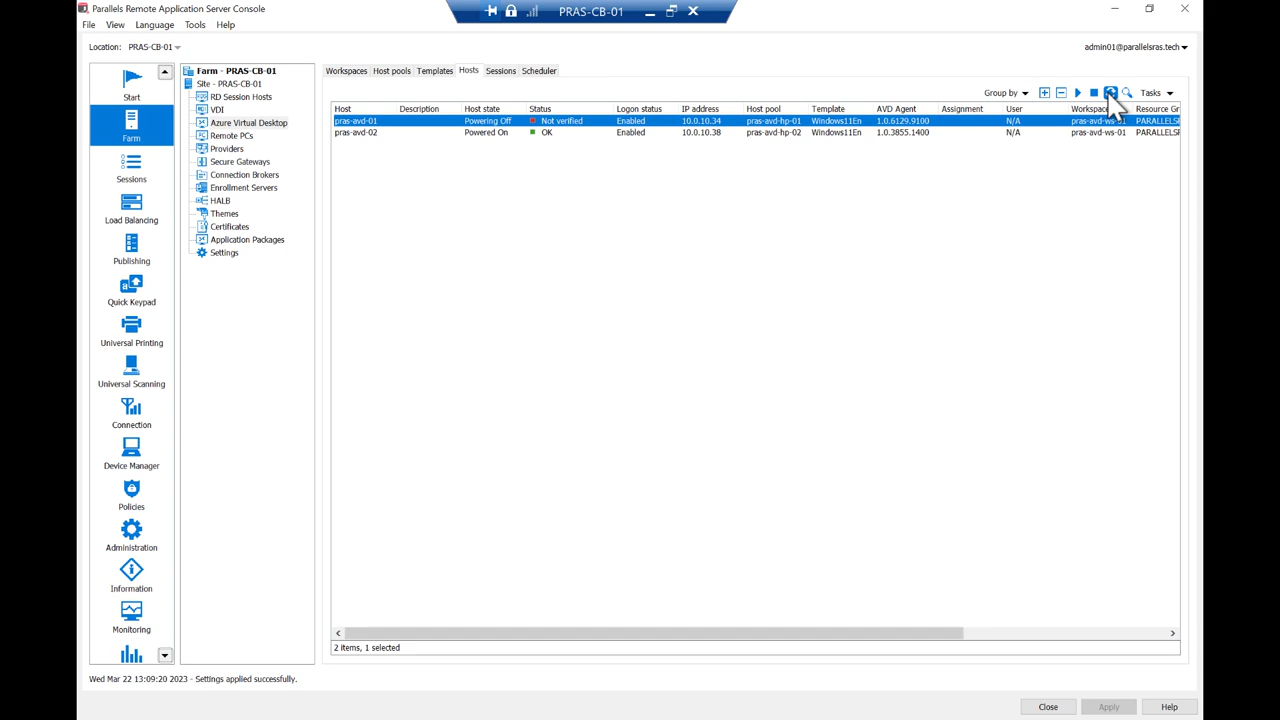 Parallels Remote Application Server Console
PRAS-CB-01
File View Language Tools Help
Location: PRAS-CB-01
admin01@parallelsras.tech
Start
Farm
Sessions
Load Balancing
Publishing
Quick Keypad
Universal Printing
Universal Scanning
Connection
Device Manager
Policies
Administration
Information
Monitoring
Farm - PRAS-CB-01
Site - PRAS-CB-01
RD Session Hosts
VDI
Azure Virtual Desktop
Remote PCs
Providers
Secure Gateways
Connection Brokers
Enrollment Servers
HALB
Themes
Certificates
Application Packages
Settings
Workspaces Host pools Templates Hosts Sessions Scheduler
Group by Tasks
Host Description Host state Status Logon status IP address Host pool Template AVD Agent Assignment User Workspace Resource Gr
pras-avd-01 Powering Off Not verified Enabled 10.0.10.34 pras-avd-hp-01 Windows11En 1.0.6129.9100 N/A pras-avd-ws-01 PARALLELSF
pras-avd-02 Powered On OK Enabled 10.0.10.38 pras-avd-hp-02 Windows11En 1.0.3855.1400 N/A pras-avd-ws-01 PARALLELSF
2 Items, 1 selected
Wed Mar 22 13:09:20 2023 - Settings applied successfully.
Close Apply Help